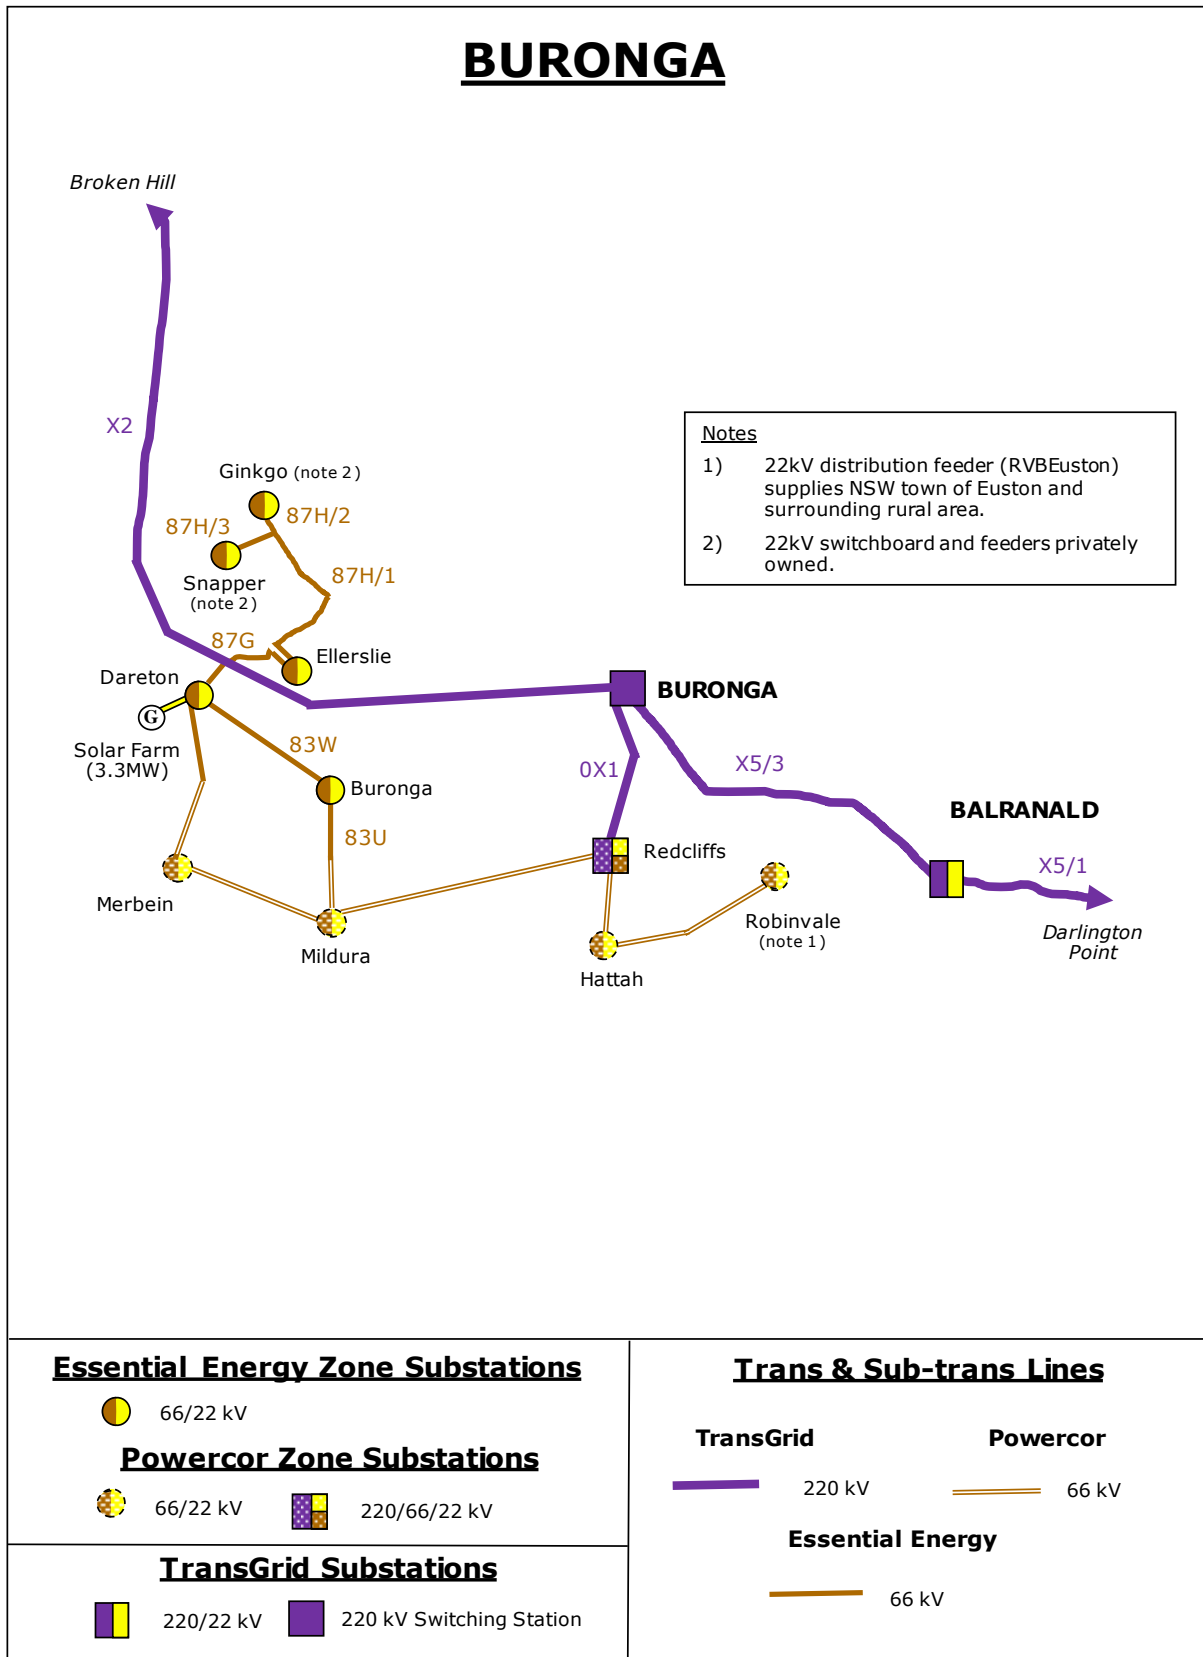 BURONGA
Broken Hill
X2
Notes
1) 22kV distribution feeder (RVBEuston)
supplies NSW town of Euston and
surrounding rural area.
2) 22kV switchboard and feeders privately
owned.
Ginkgo (note 2)
87H/3
87H/2
Snapper
(note 2)
87H/1
87G
Ellerslie
Dareton
G
Solar Farm
(3.3MW)
83W
Buronga
83U
BURONGA
0X1
X5/3
BALRANALD
X5/1
Darlington
Point
Redcliffs
Merbein
Mildura
Robinvale
(note 1)
Hattah
Essential Energy Zone Substations
66/22 kV
Powercor Zone Substations
66/22 kV
220/66/22 kV
TransGrid Substations
220/22 kV
220 kV Switching Station
Trans & Sub-trans Lines
TransGrid
Powercor
220 kV
66 kV
Essential Energy
66 kV